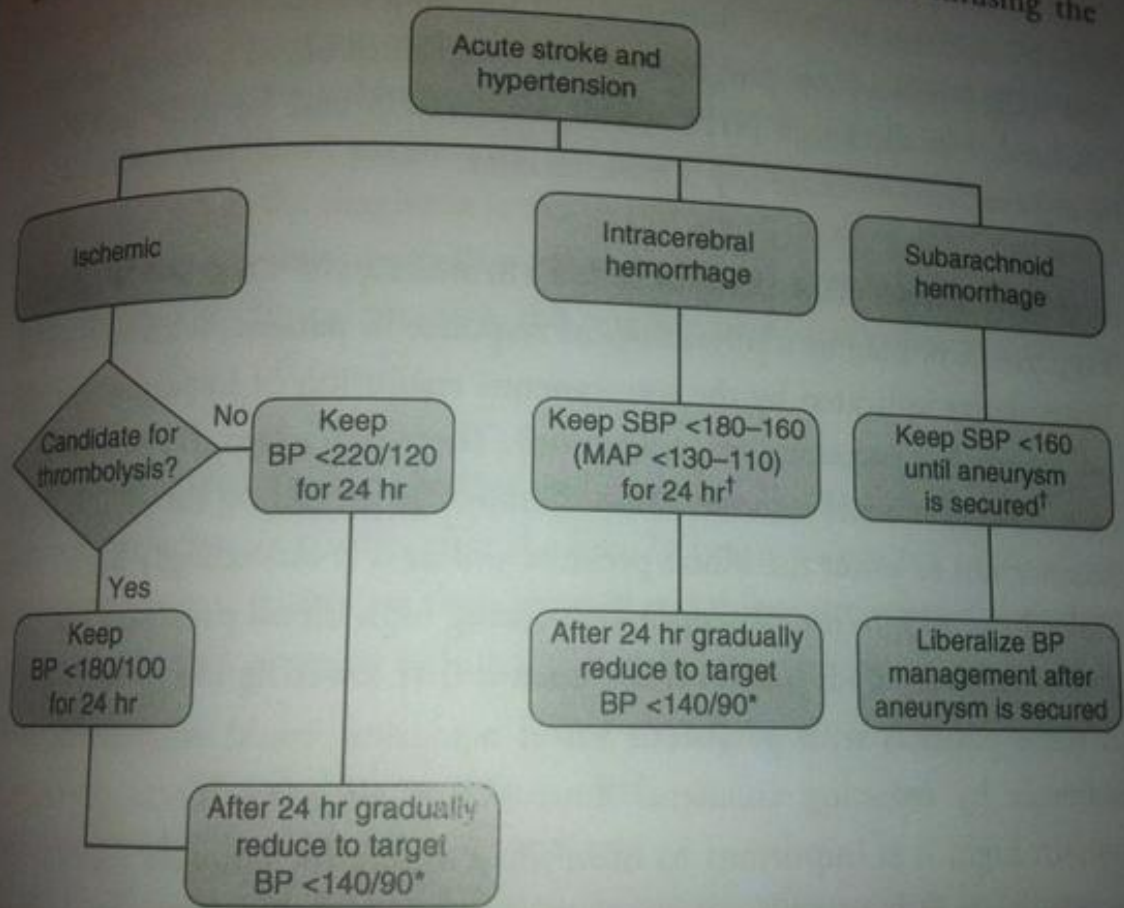 the
Acute stroke and
hypertension
Ischemic
Intracerebral
hemorrhage
Subarachnoid
hemorrhage
Candidate for
thrombolysis?
No
Keep
BP <220/120
for 24 hr
Keep SBP <180–160
(MAP <130–110)
for 24 hr†
Keep SBP <160
until aneurysm
is secured†
Yes
Keep
BP <180/100
for 24 hr
After 24 hr gradually
reduce to target
BP <140/90*
Liberalize BP
management after
aneurysm is secured
After 24 hr gradually
reduce to target
BP <140/90*